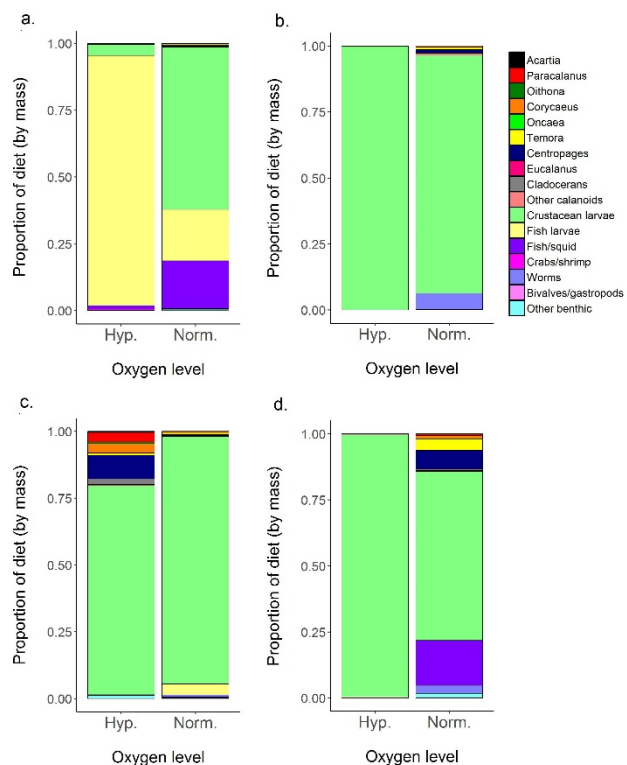 a.
Proportion of diet (by mass)
1.00
0.75
0.50
0.25
0.00
Hyp. Norm.
Oxygen level
b.
Proportion of diet (by mass)
1.00
0.75
0.50
0.25
0.00
Hyp. Norm.
Oxygen level
Acartia
Paracalanus
Oithona
Corycaeus
Oncaea
Temora
Centropages
Eucalanus
Cladocerans
Other calanoids
Crustacean larvae
Fish larvae
Fish/squid
Crabs/shrimp
Worms
Bivalves/gastropods
Other benthic
c.
Proportion of diet (by mass)
1.00
0.75
0.50
0.25
0.00
Hyp. Norm.
Oxygen level
d.
Proportion of diet (by mass)
1.00
0.75
0.50
0.25
0.00
Hyp. Norm.
Oxygen level